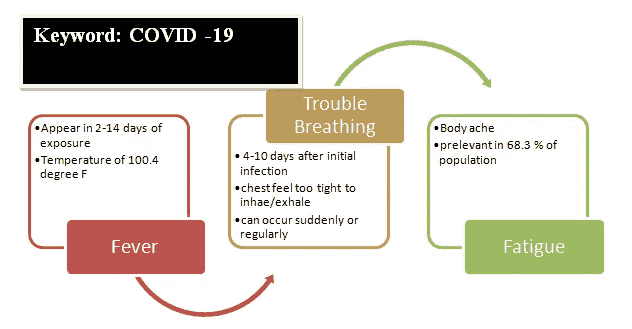 Keyword: COVID -19
•Appear in 2-14 days of
exposure
•Temperature of 100.4
degree F
Fever
Trouble
Breathing
•4-10 days after initial
infection
•chest feel too tight to
inhae/exhale
•can occur suddenly or
regularly
•Body ache
•prelevant in 68.3 % of
population
Fatigue